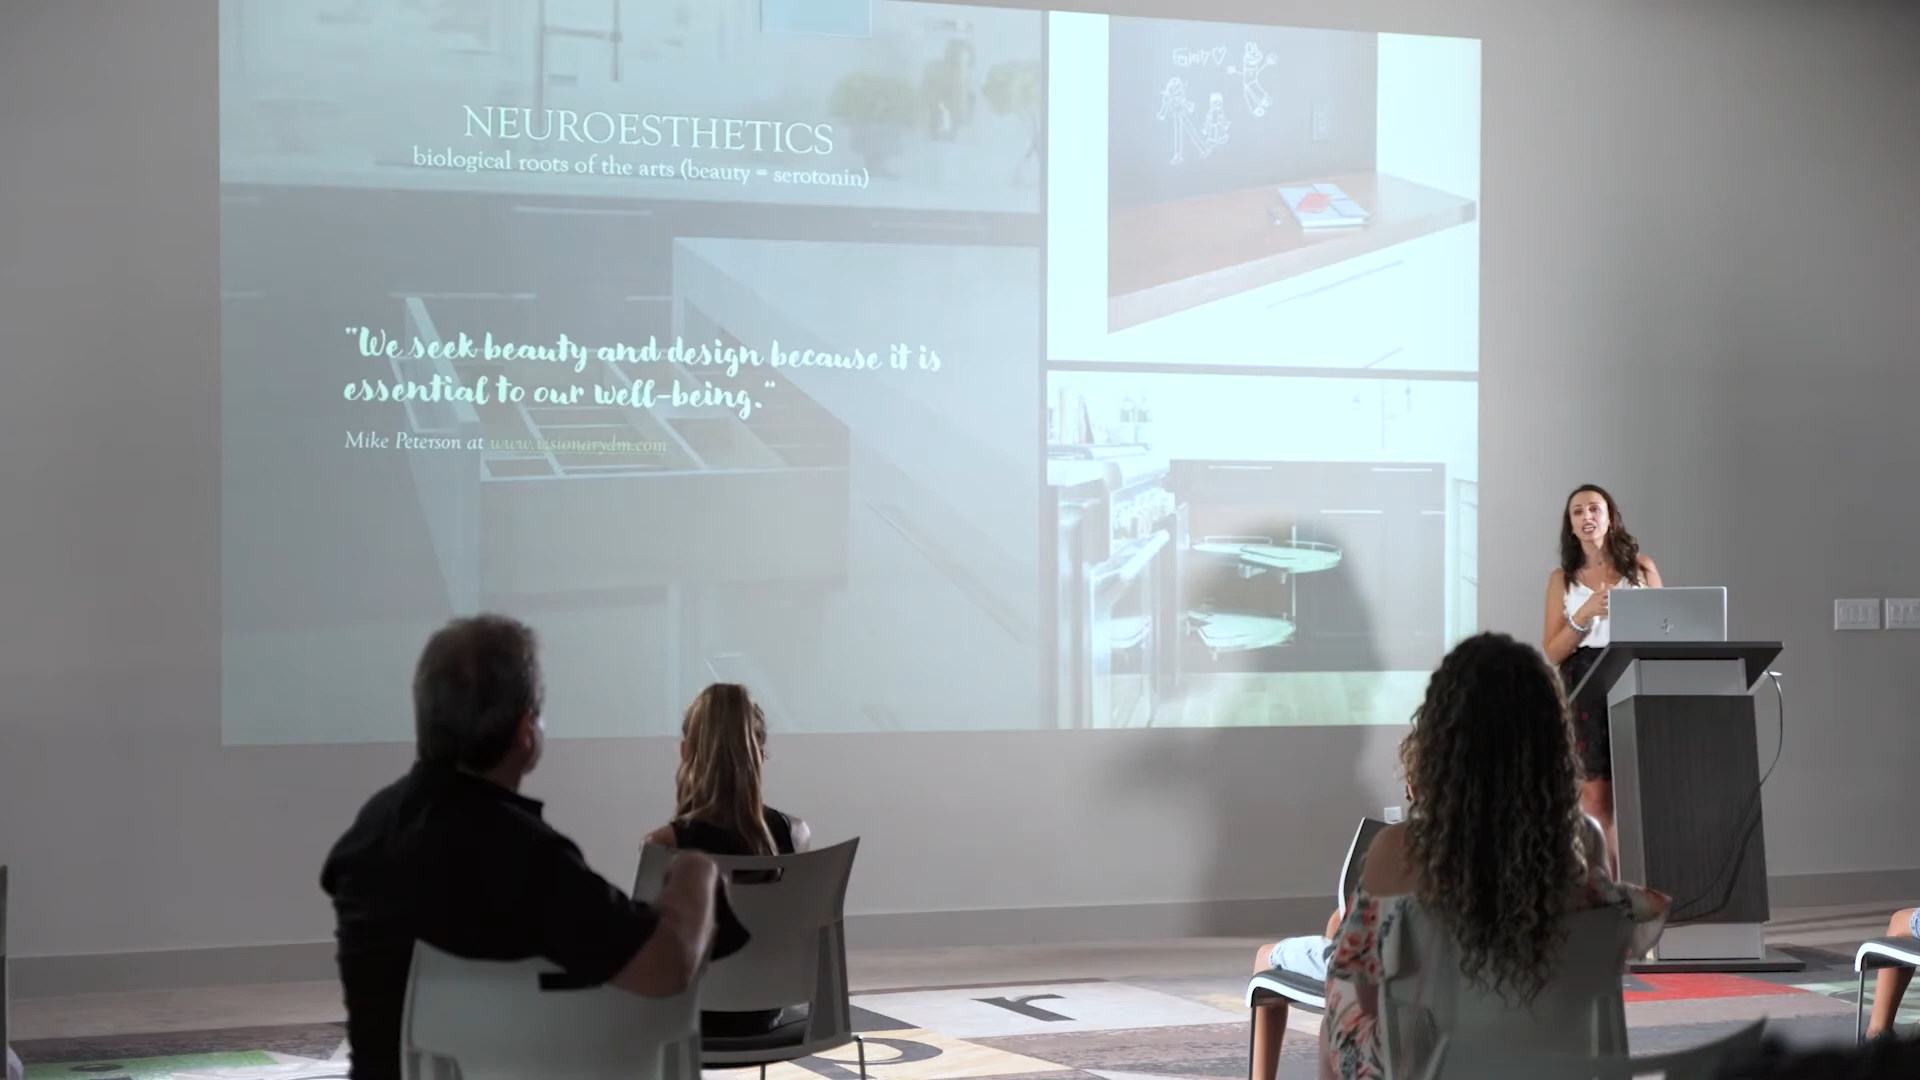 NEUROESTHETICS
biological roots of the arts (beauty = serotonin)
"We seek beauty and design because it is
essential to our well-being."
Mike Peterson at www.visionarydm.com
Family
hp
r